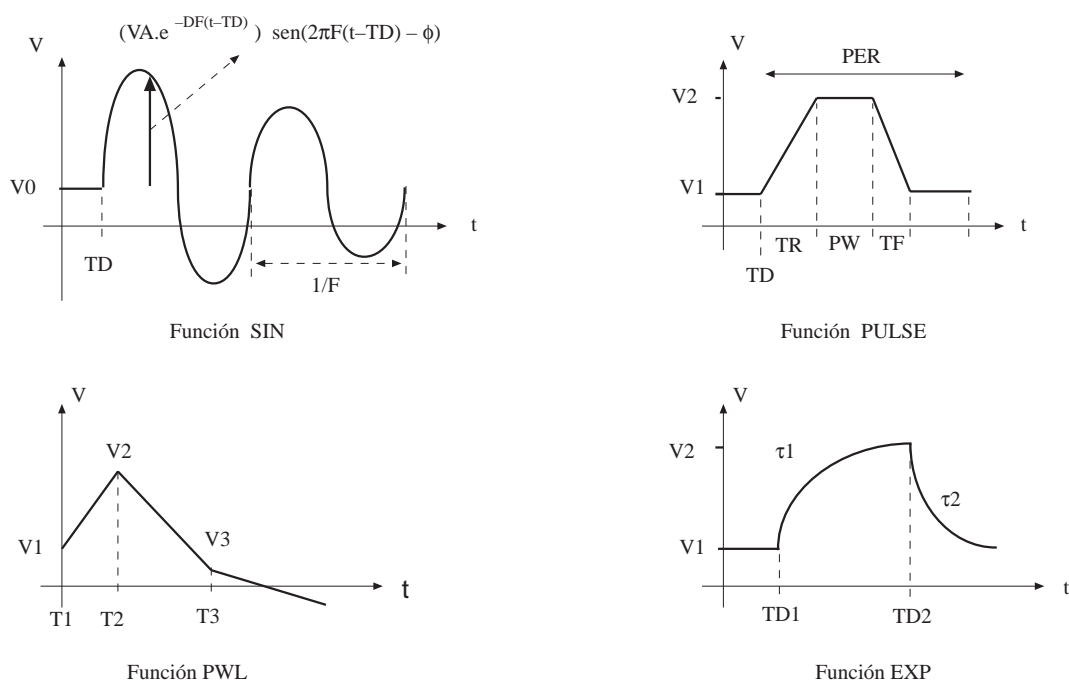 (VA.e –DF(t–TD) ) sen(2πF(t–TD) – φ)
V
V0
t
TD
1/F
Función SIN
PER
V
V2
V1
t
TR PW TF
TD
Función PULSE
V
V2
V1
V3
t
T1 T2 T3
Función PWL
V
V2
τ1
τ2
V1
t
TD1 TD2
Función EXP